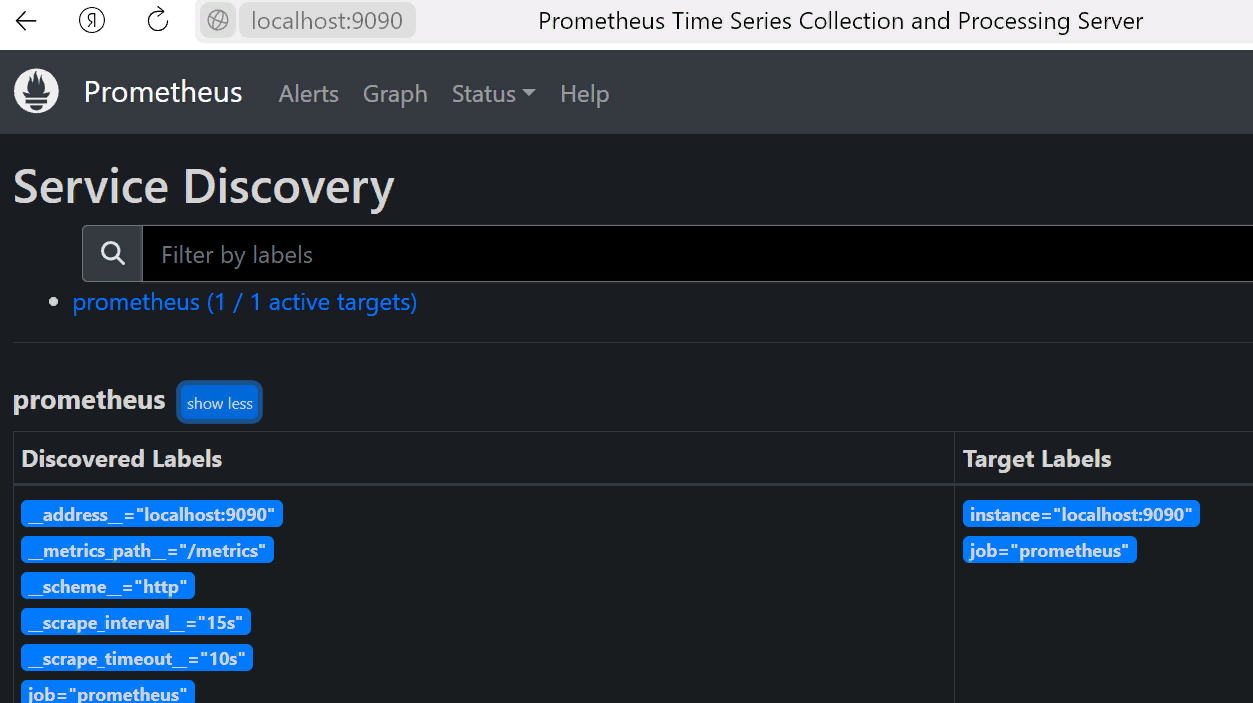 Я localhost:9090 Prometheus Time Series Collection and Processing Server
Prometheus Alerts Graph Status Help
Service Discovery
Filter by labels
prometheus (1 / 1 active targets)
prometheus show less
Discovered Labels Target Labels
__address__="localhost:9090" instance="localhost:9090"
__metrics_path__="/metrics" job="prometheus"
__scheme__="http"
__scrape_interval__="15s"
__scrape_timeout__="10s"
job="prometheus"